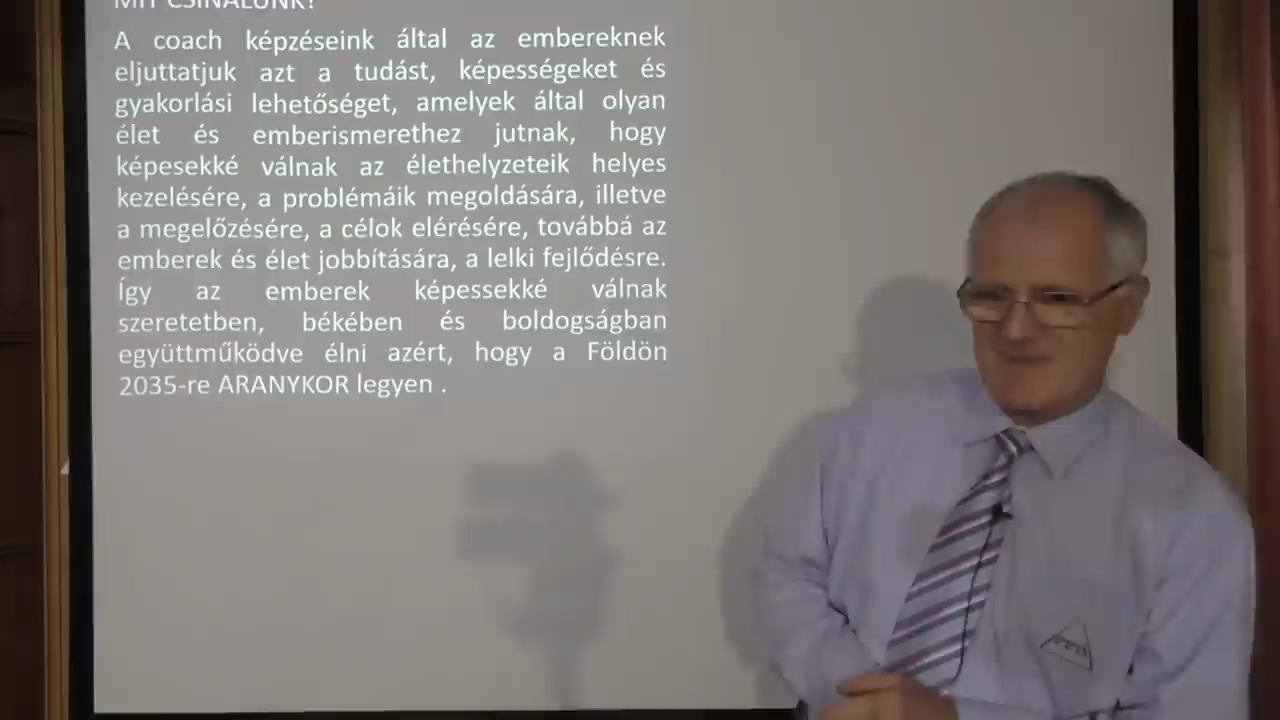 MIT CSINÁLUNK?
A coach képzéseink által az embereknek
eljuttatjuk azt a tudást, képességeket és
gyakorlási lehetőséget, amelyek által olyan
élet és emberismerethez jutnak, hogy
képesekké válnak az élethelyzeteik helyes
kezelésére, a problémáik megoldására, illetve
a megelőzésére, a célok elérésére, továbbá az
emberek és élet jobbítására, a lelki fejlődésre.
Így az emberek képessekké válnak
szeretetben, békében és boldogságban
együttműködve élni azért, hogy a Földön
2035-re ARANYKOR legyen .